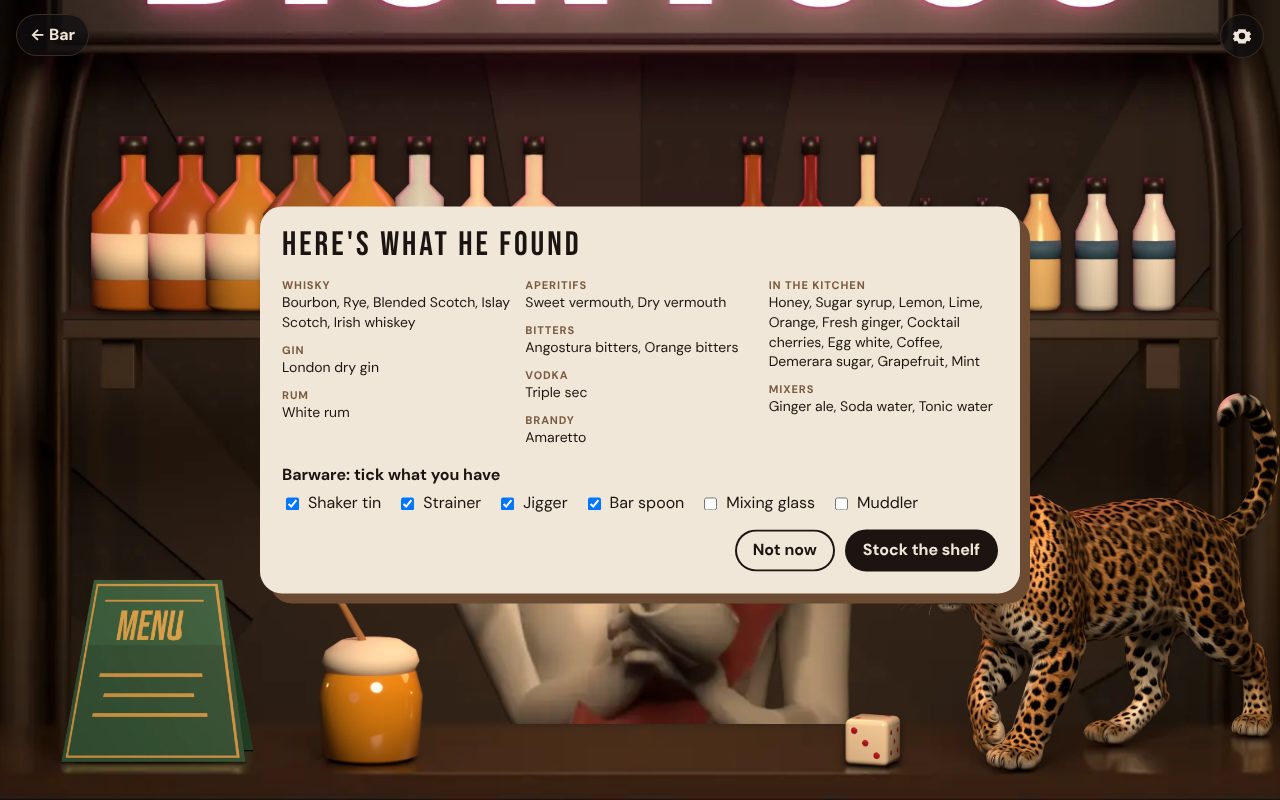 ← Bar
HERE'S WHAT HE FOUND
WHISKY
Bourbon, Rye, Blended Scotch, Islay
Scotch, Irish whiskey
GIN
London dry gin
RUM
White rum
APERITIFS
Sweet vermouth, Dry vermouth
BITTERS
Angostura bitters, Orange bitters
VODKA
Triple sec
BRANDY
Amaretto
IN THE KITCHEN
Honey, Sugar syrup, Lemon, Lime,
Orange, Fresh ginger, Cocktail
cherries, Egg white, Coffee,
Demerara sugar, Grapefruit, Mint
MIXERS
Ginger ale, Soda water, Tonic water
Barware: tick what you have
Shaker tin
Strainer
Jigger
Bar spoon
Mixing glass
Muddler
Not now
Stock the shelf
MENU